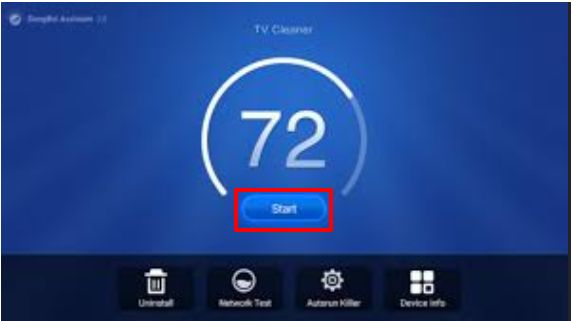 TV Cleaner
72
Start
Uninstall
Network Test
Autorun Killer
Device Info